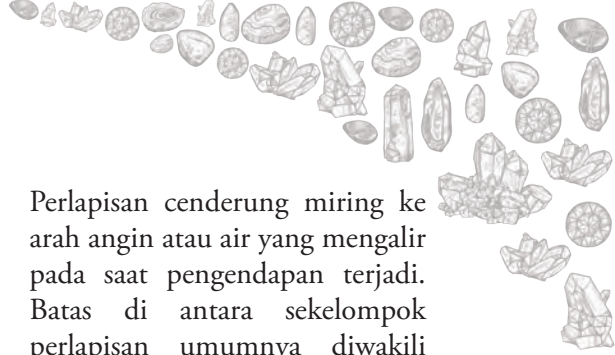 Perlapisan cenderung miring ke
arah angin atau air yang mengalir
pada saat pengendapan terjadi.
Batas di antara sekelompok
perlapisan umumnya diwakili